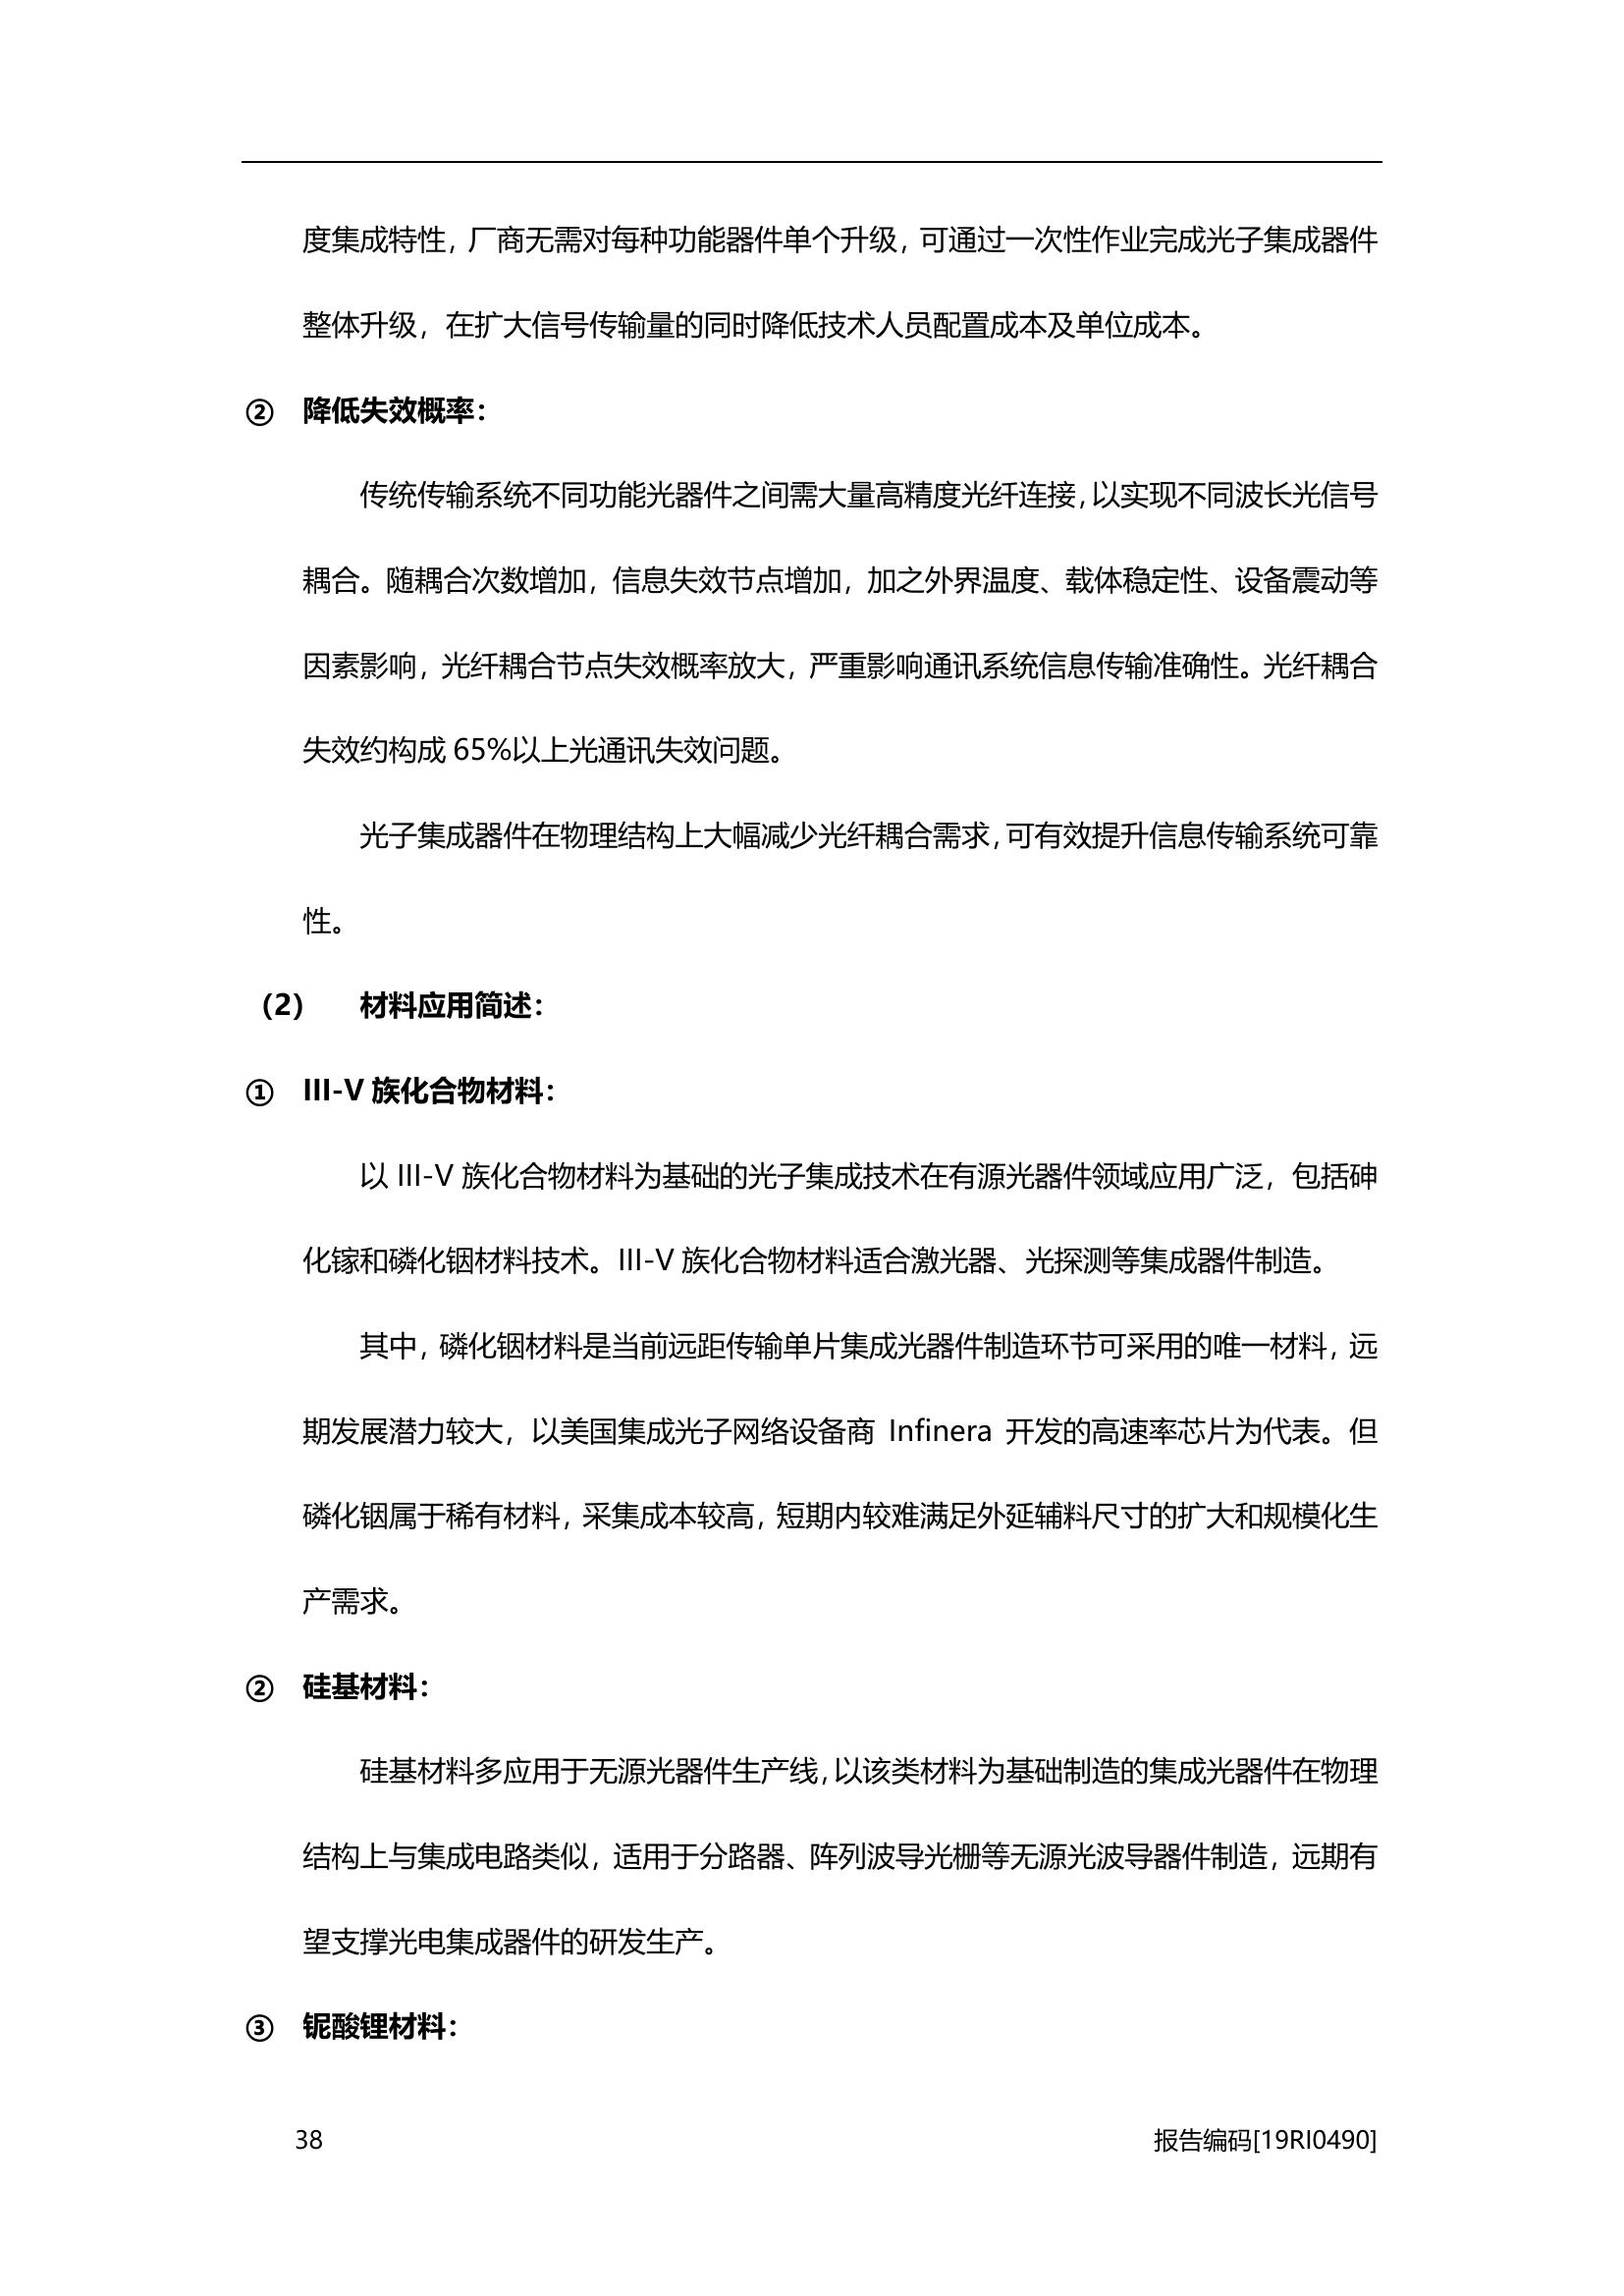 度集成特性，厂商无需对每种功能器件单个升级，可通过一次性作业完成光子集成器件
整体升级，在扩大信号传输量的同时降低技术人员配置成本及单位成本。
② 降低失效概率：
传统传输系统不同功能光器件之间需大量高精度光纤连接，以实现不同波长光信号
耦合。随耦合次数增加，信息失效节点增加，加之外界温度、载体稳定性、设备震动等
因素影响，光纤耦合节点失效概率放大，严重影响通讯系统信息传输准确性。光纤耦合
失效约构成 65%以上光通讯失效问题。
光子集成器件在物理结构上大幅减少光纤耦合需求，可有效提升信息传输系统可靠
性。
（2） 材料应用简述：
① III-V 族化合物材料：
以 III-V 族化合物材料为基础的光子集成技术在有源光器件领域应用广泛，包括砷
化镓和磷化铟材料技术。III-V 族化合物材料适合激光器、光探测等集成器件制造。
其中，磷化铟材料是当前远距传输单片集成光器件制造环节可采用的唯一材料，远
期发展潜力较大，以美国集成光子网络设备商 Infinera 开发的高速率芯片为代表。但
磷化铟属于稀有材料，采集成本较高，短期内较难满足外延辅料尺寸的扩大和规模化生
产需求。
② 硅基材料：
硅基材料多应用于无源光器件生产线，以该类材料为基础制造的集成光器件在物理
结构上与集成电路类似，适用于分路器、阵列波导光栅等无源光波导器件制造，远期有
望支撑光电集成器件的研发生产。
③ 铌酸锂材料：
38 报告编码[19RI0490]